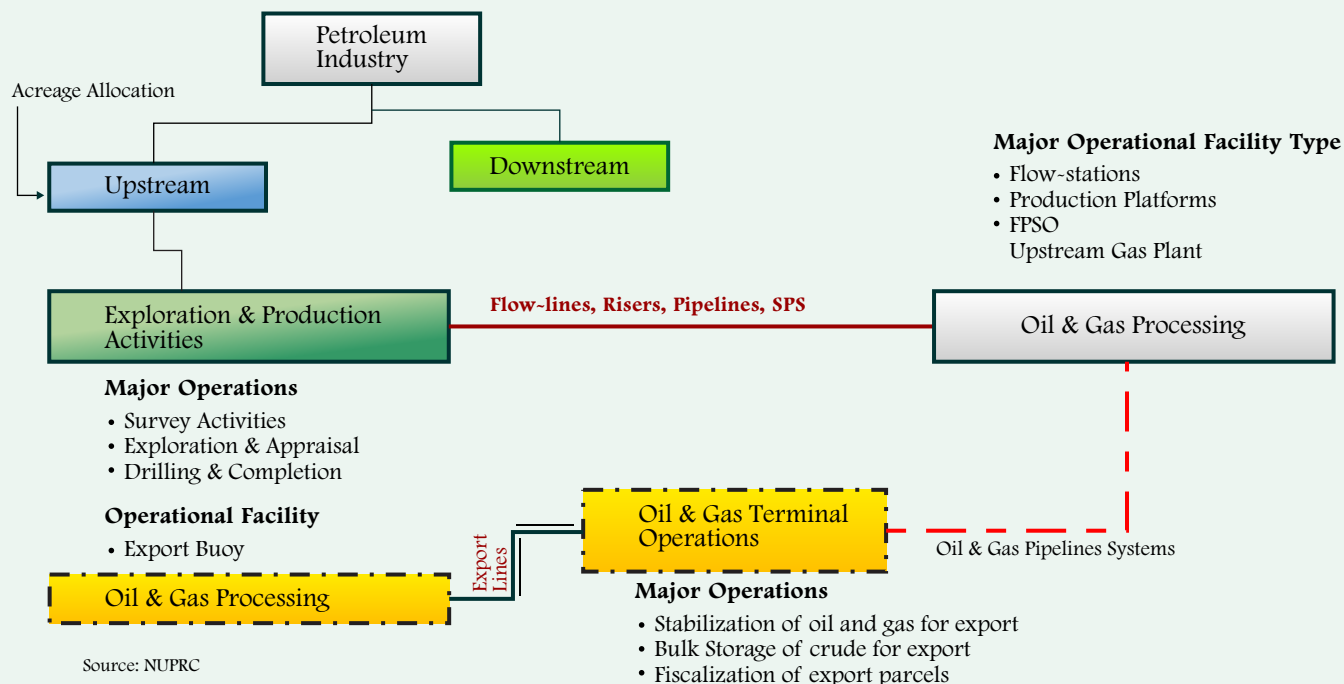 Petroleum
Industry
Acreage Allocation
Upstream
Downstream
Major Operational Facility Type
• Flow-stations
• Production Platforms
• FPSO
Upstream Gas Plant
Exploration & Production
Activities
Flow-lines, Risers, Pipelines, SPS
Oil & Gas Processing
Major Operations
• Survey Activities
• Exploration & Appraisal
• Drilling & Completion
Operational Facility
• Export Buoy
Oil & Gas Processing
Export
Lines
Oil & Gas Terminal
Operations
Oil & Gas Pipelines Systems
Major Operations
• Stabilization of oil and gas for export
• Bulk Storage of crude for export
• Fiscalization of export parcels
Source: NUPRC